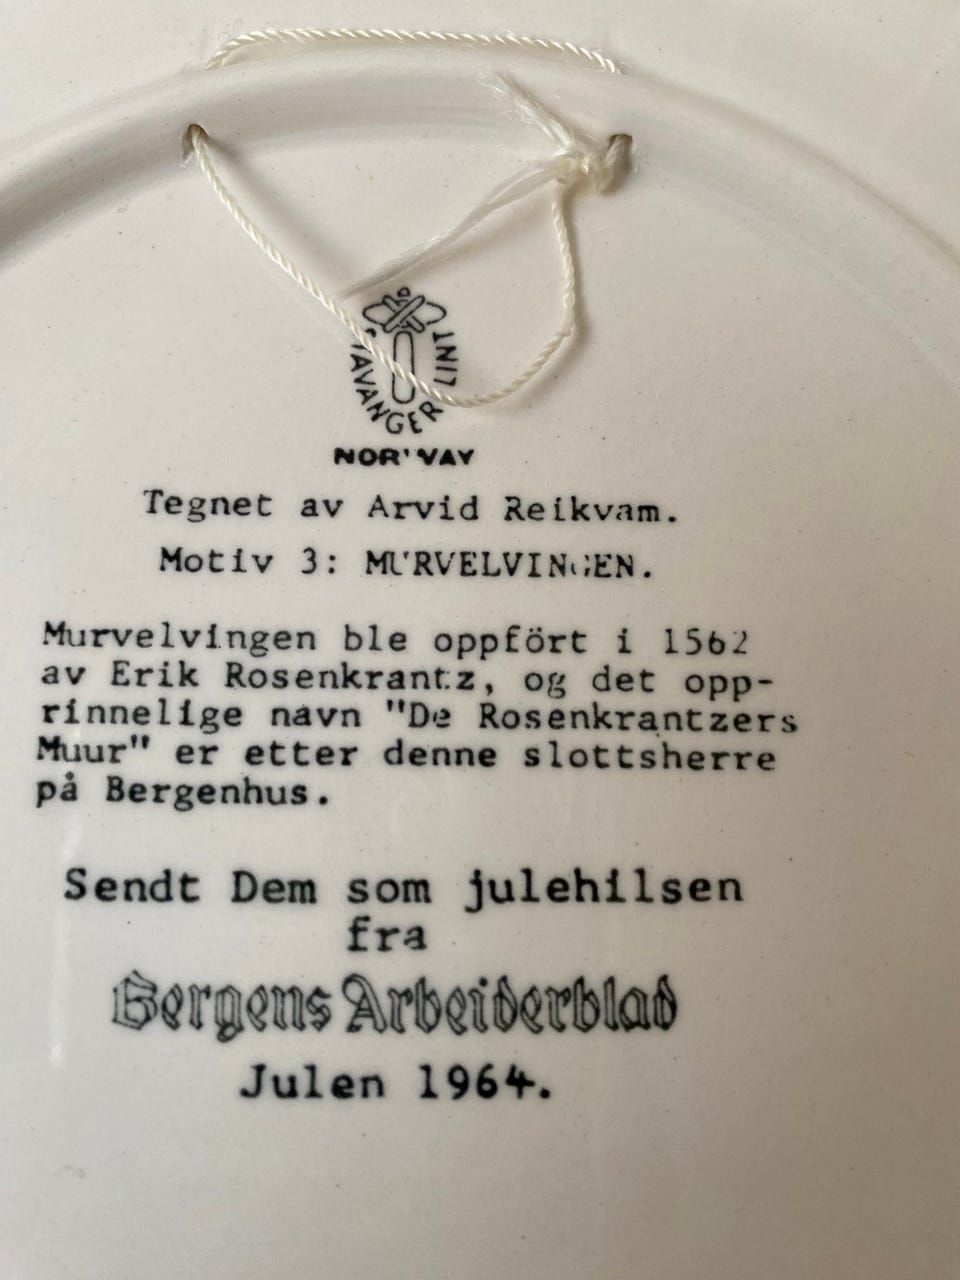 STAVANGER FLINT
NORWAY
Tegnet av Arvid Reikvam.
Motiv 3: MURVELVINGEN.
Murvelvingen ble oppfört i 1562
av Erik Rosenkrantz, og det opp-
rinnelige navn "De Rosenkrantzers
Muur" er etter denne slottsherre
på Bergenhus.
Sendt Dem som julehilsen
fra
Bergens Arbeiderblad
Julen 1964.